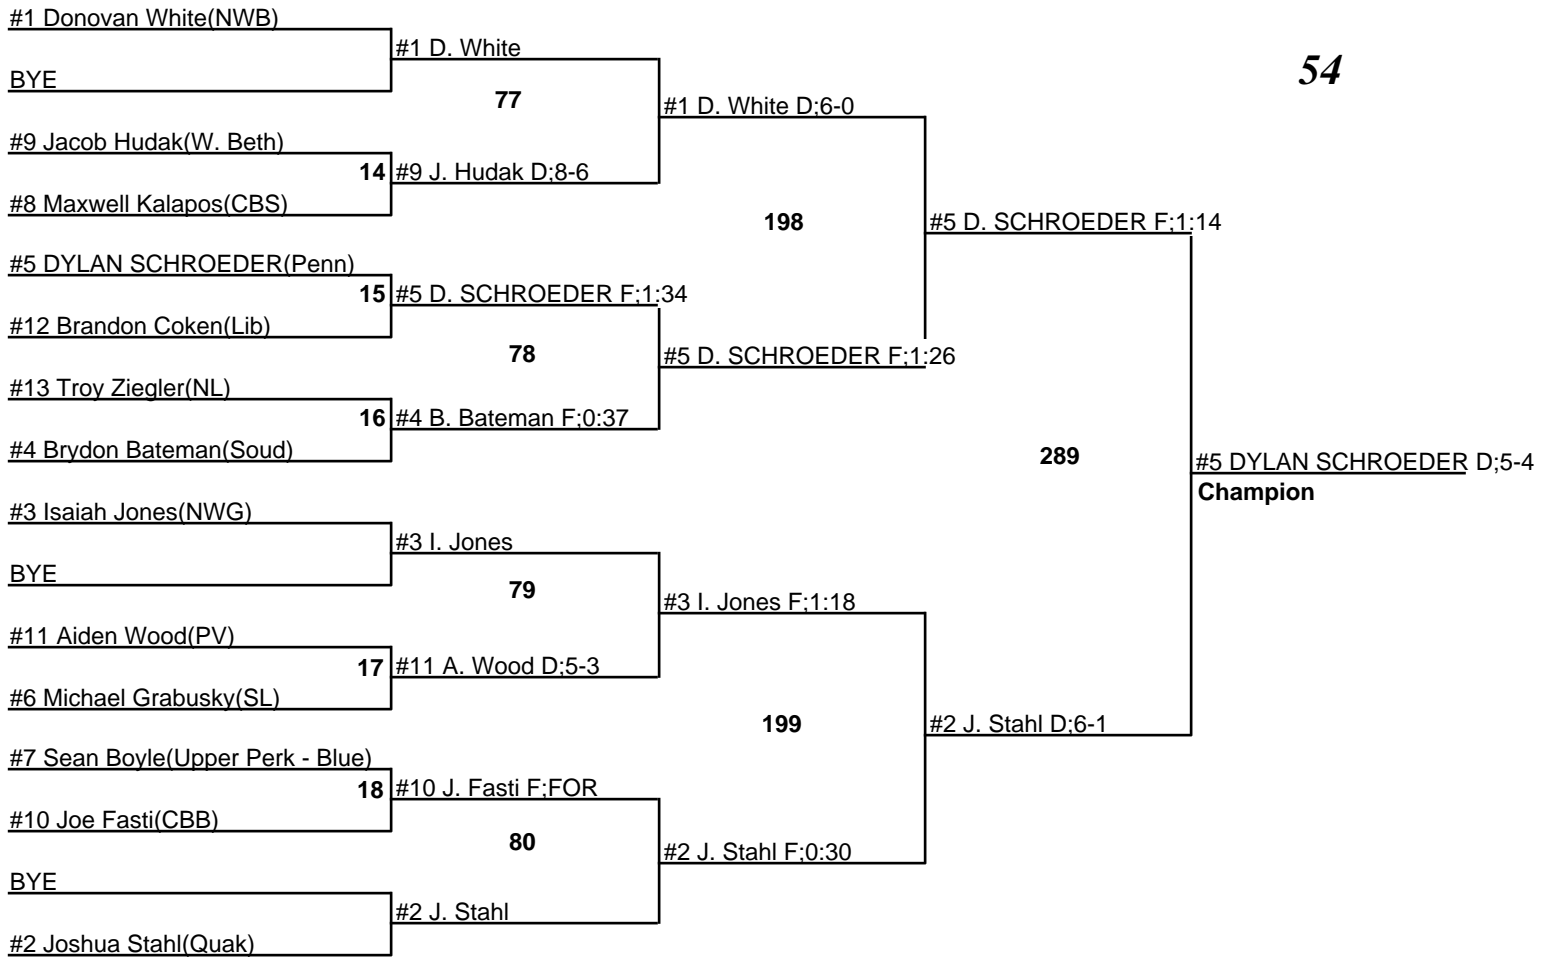 #1 Donovan White(NWB)
#1 D. White
54
BYE
77
#1 D. White D;6-0
#9 Jacob Hudak(W. Beth)
14 #9 J. Hudak D;8-6
#8 Maxwell Kalapos(CBS)
198
#5 D. SCHROEDER F;1:14
#5 DYLAN SCHROEDER(Penn)
15 #5 D. SCHROEDER F;1:34
#12 Brandon Coken(Lib)
78
#5 D. SCHROEDER F;1:26
#13 Troy Ziegler(NL)
16 #4 B. Bateman F;0:37
#4 Brydon Bateman(Soud)
289
#5 DYLAN SCHROEDER D;5-4
Champion
#3 Isaiah Jones(NWG)
#3 I. Jones
BYE
79
#3 I. Jones F;1:18
#11 Aiden Wood(PV)
17 #11 A. Wood D;5-3
#6 Michael Grabusky(SL)
199
#2 J. Stahl D;6-1
#7 Sean Boyle(Upper Perk - Blue)
18 #10 J. Fasti F;FOR
#10 Joe Fasti(CBB)
80
#2 J. Stahl F;0:30
BYE
#2 J. Stahl
#2 Joshua Stahl(Quak)